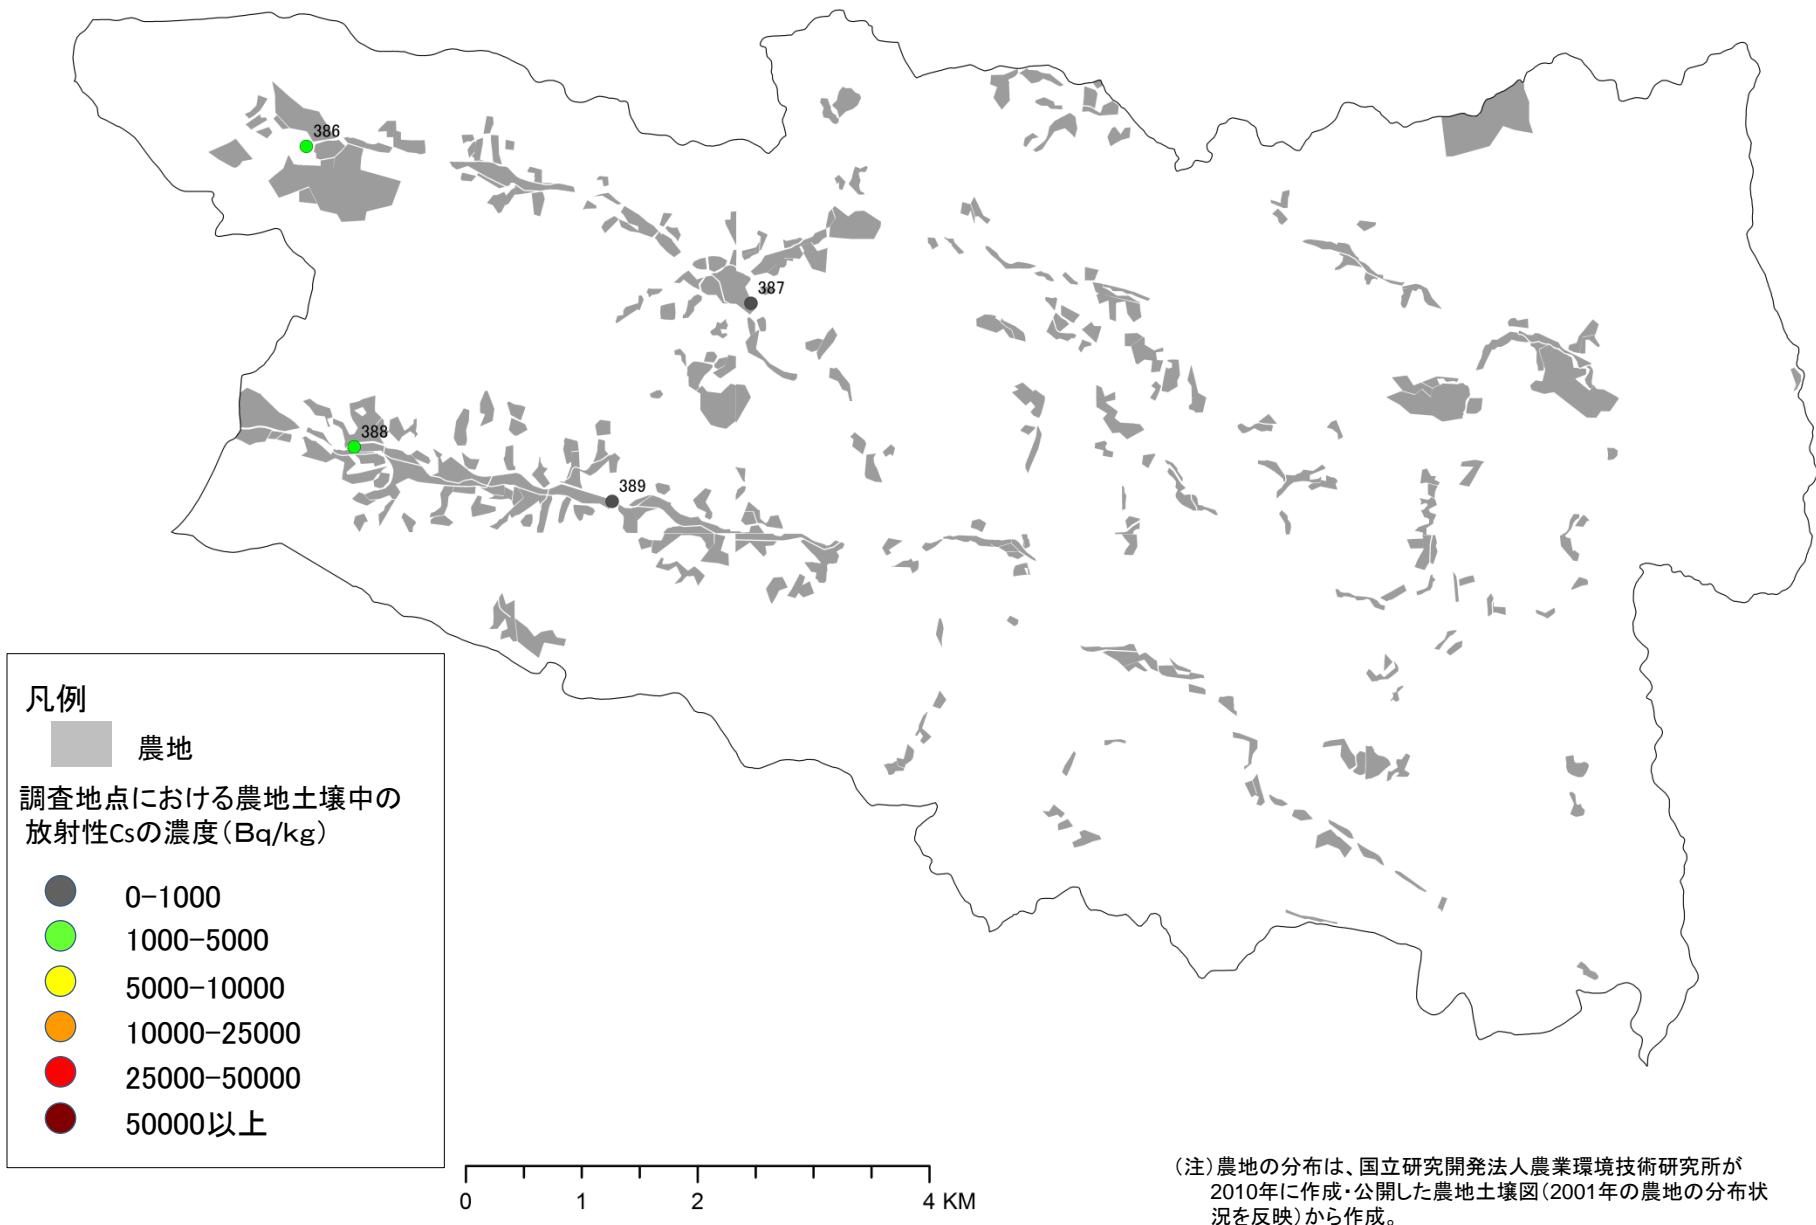 386
387
388
389
凡例
農地
調査地点における農地土壌中の
放射性Csの濃度（Bq/kg）
0-1000
1000-5000
5000-10000
10000-25000
25000-50000
50000以上
0 1 2 4 KM
（注）農地の分布は、国立研究開発法人農業環境技術研究所が
2010年に作成・公開した農地土壌図（2001年の農地の分布状
況を反映）から作成。